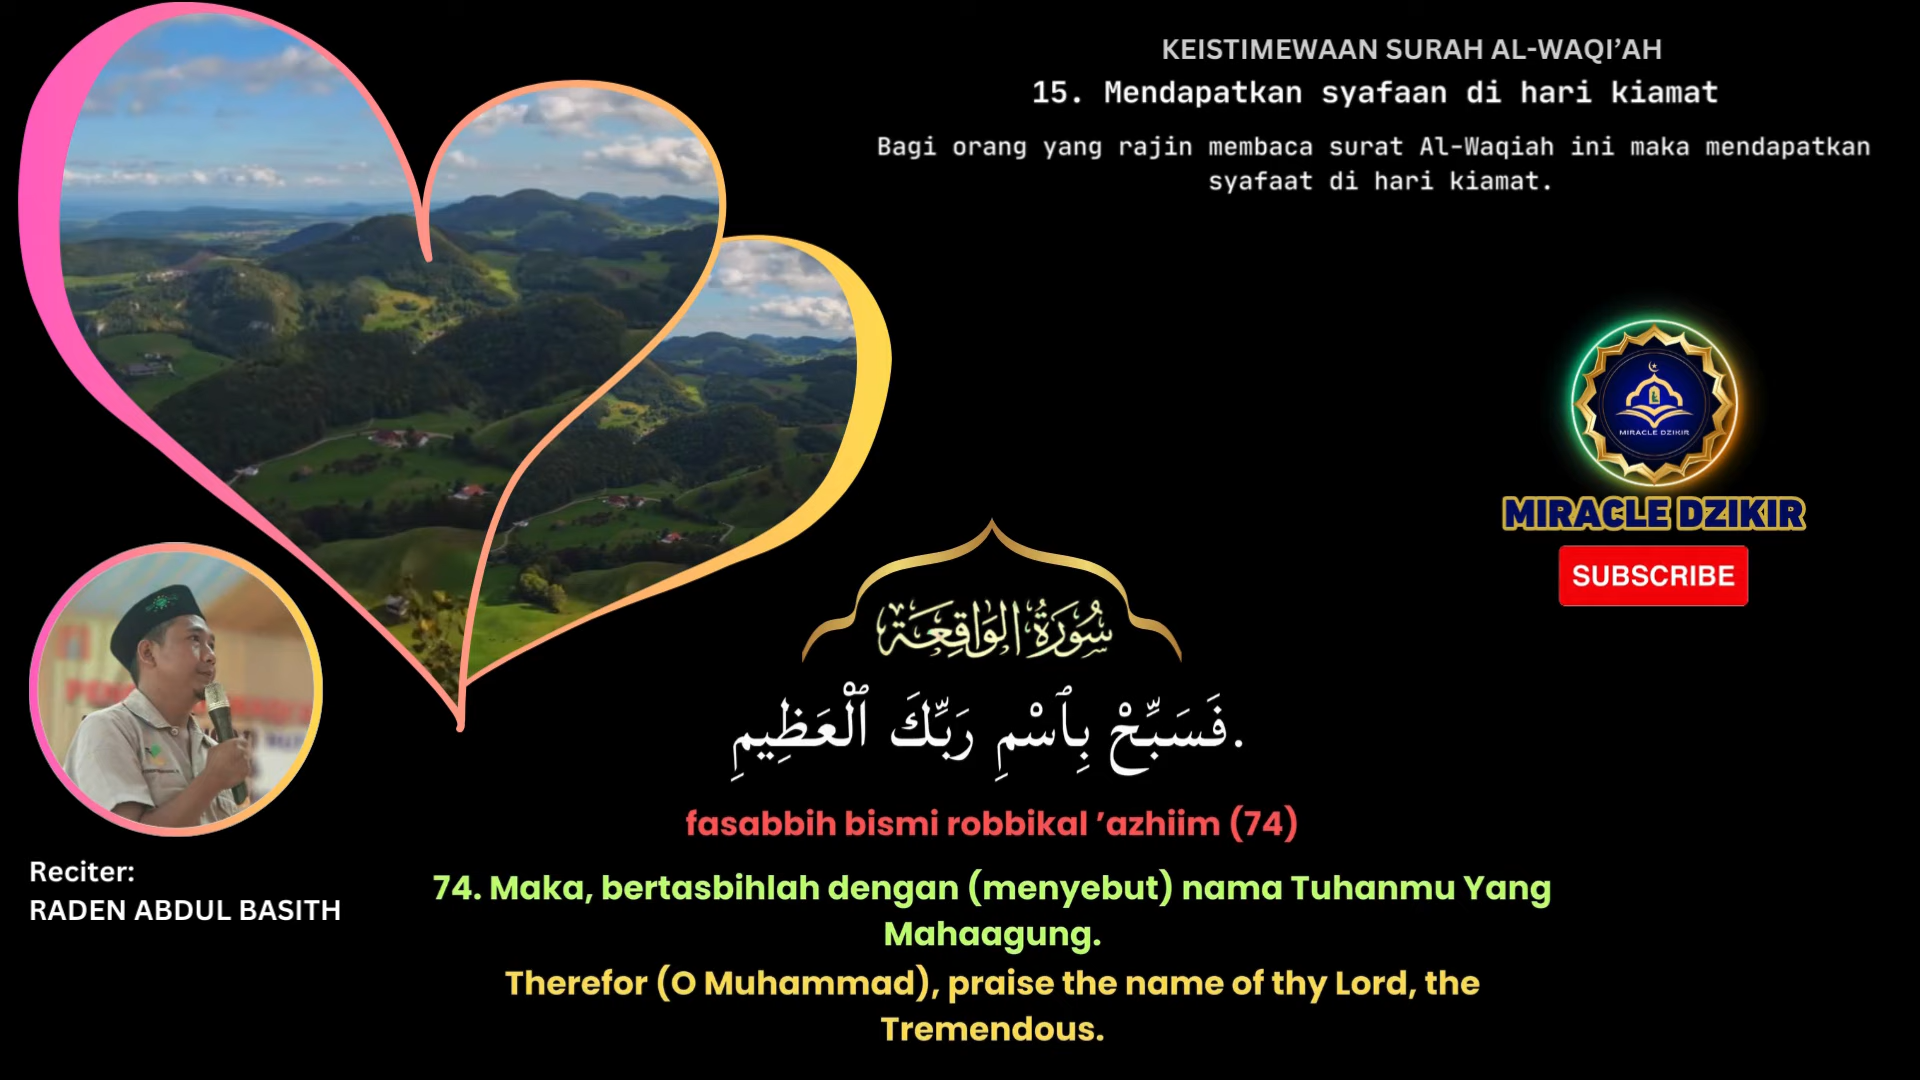 KEISTIMEWAAN SURAH AL-WAQI’AH
15. Mendapatkan syafaan di hari kiamat
Bagi orang yang rajin membaca surat Al-Waqiah ini maka mendapatkan
syafaat di hari kiamat.
MIRACLE DZIKIR
MIRACLE DZIKIR
SUBSCRIBE
سُوْرَةُ الْوَاقِعَة
فَسَبِّحْ بِٱسْمِ رَبِّكَ ٱلْعَظِيمِ.
fasabbih bismi robbikal ’azhiim (74)
Reciter:
RADEN ABDUL BASITH
74. Maka, bertasbihlah dengan (menyebut) nama Tuhanmu Yang
Mahaagung.
Therefor (O Muhammad), praise the name of thy Lord, the
Tremendous.